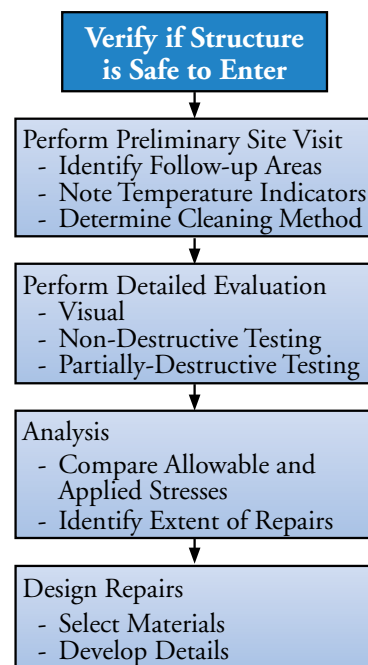 Verify if Structure
is Safe to Enter
Perform Preliminary Site Visit
- Identify Follow-up Areas
- Note Temperature Indicators
- Determine Cleaning Method
Perform Detailed Evaluation
- Visual
- Non-Destructive Testing
- Partially-Destructive Testing
Analysis
- Compare Allowable and
Applied Stresses
- Identify Extent of Repairs
Design Repairs
- Select Materials
- Develop Details